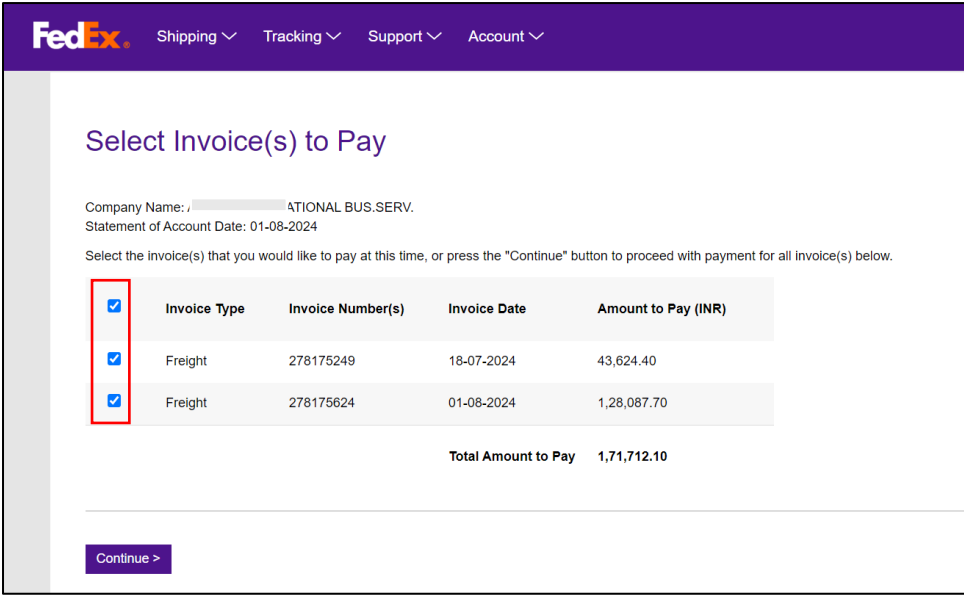 FedEx® Shipping Tracking Support Account
Select Invoice(s) to Pay
Company Name: ATIONAL BUS.SERV.
Statement of Account Date: 01-08-2024
Select the invoice(s) that you would like to pay at this time, or press the "Continue" button to proceed with payment for all invoice(s) below.
Invoice Type Invoice Number(s) Invoice Date Amount to Pay (INR)
Freight 278175249 18-07-2024 43,624.40
Freight 278175624 01-08-2024 1,28,087.70
Total Amount to Pay 1,71,712.10
Continue >